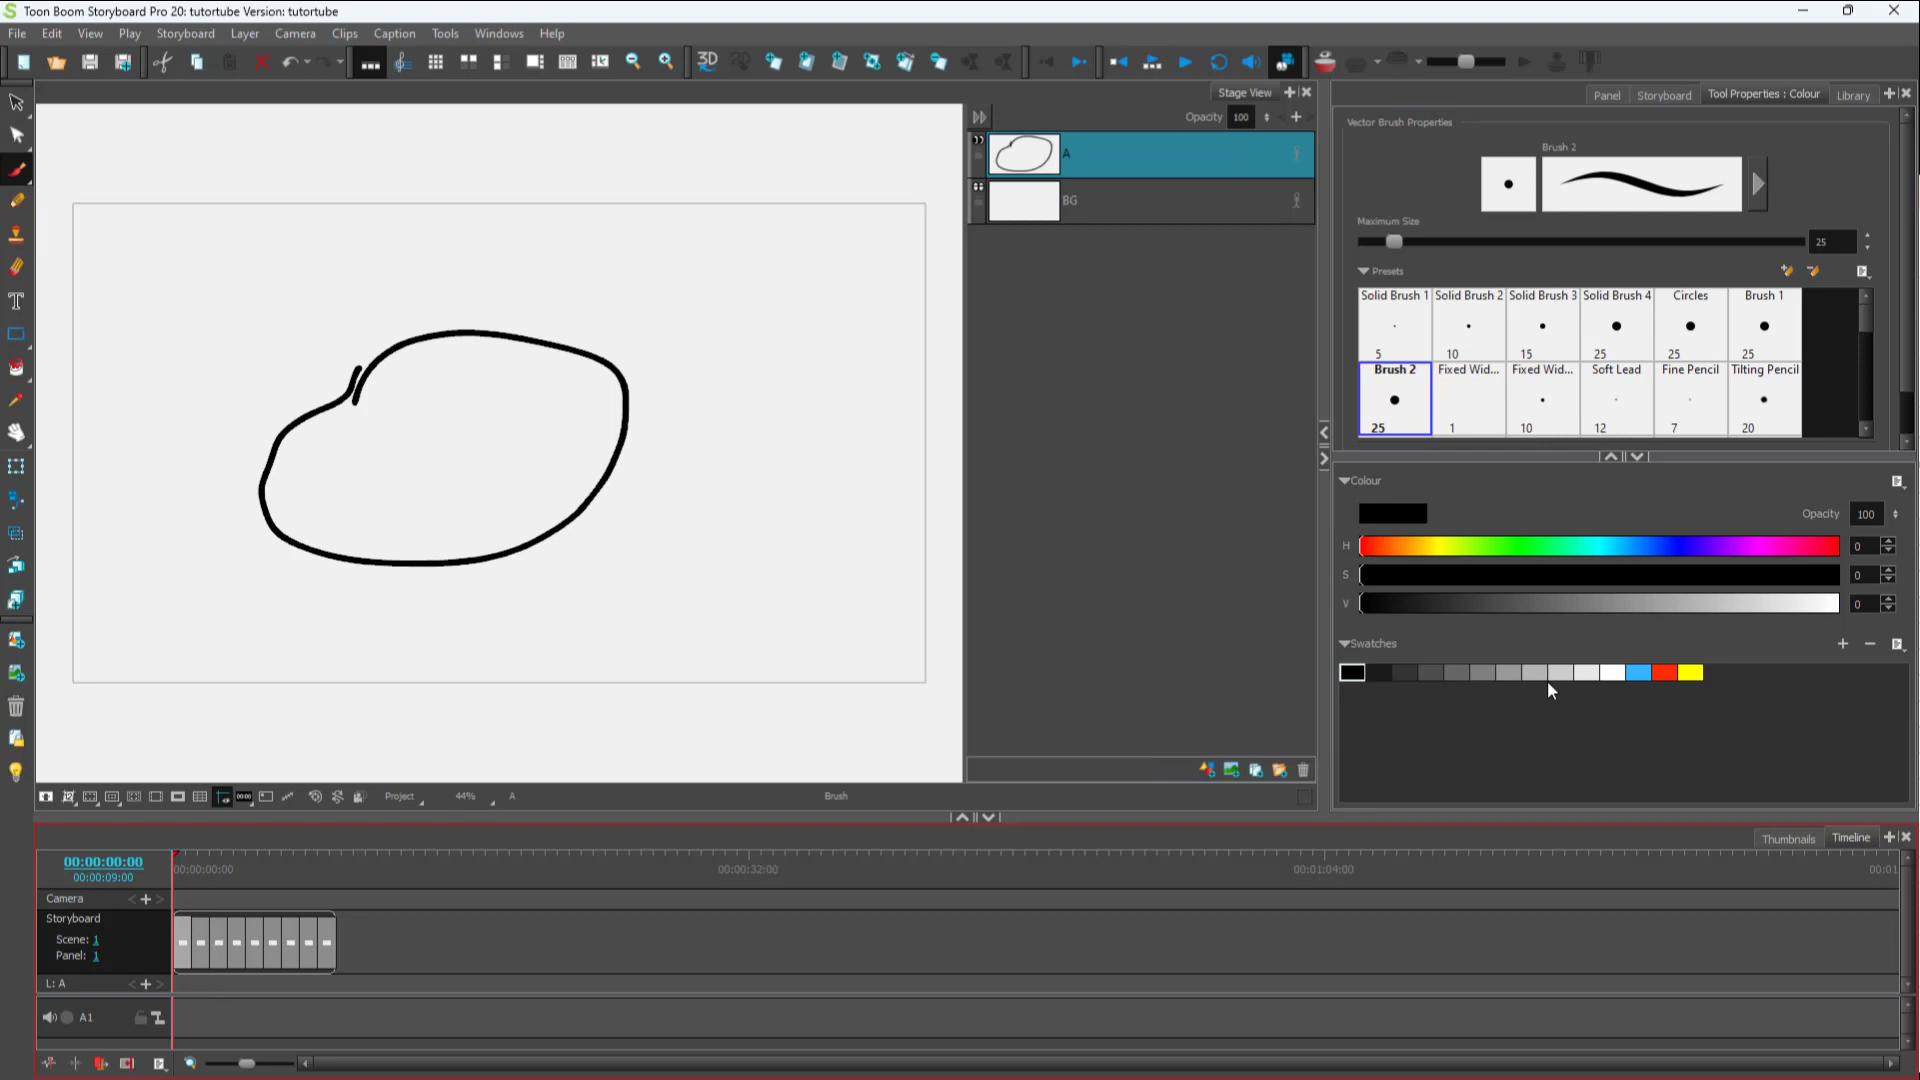 Toon Boom Storyboard Pro 20: tutortube Version: tutortube
File Edit View Play Storyboard Layer Camera Clips Caption Tools Windows Help
3D
Stage View
Opacity 100
A
BG
Panel Storyboard Tool Properties : Colour Library
Vector Brush Properties
Brush 2
Maximum Size
25
Presets
Solid Brush 1 Solid Brush 2 Solid Brush 3 Solid Brush 4 Circles Brush 1
5 10 15 25 25 25
Brush 2 Fixed Wid... Fixed Wid... Soft Lead Fine Pencil Tilting Pencil
25 1 10 12 7 20
Colour
Opacity 100
H 0
S 0
V 0
Swatches
Project 44% A Brush
Thumbnails Timeline
00:00:00:00
00:00:09:00
00:00:00:00 00:00:32:00 00:01:04:00 00:01
Camera
Storyboard
Scene: 1
Panel: 1
L: A
A1